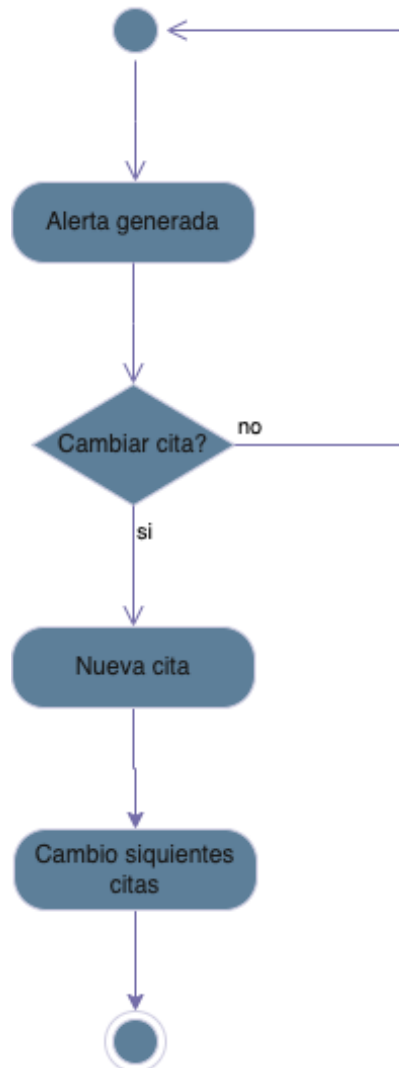 Alerta generada
Cambiar cita?
no
si
Nueva cita
Cambio siquientes
citas